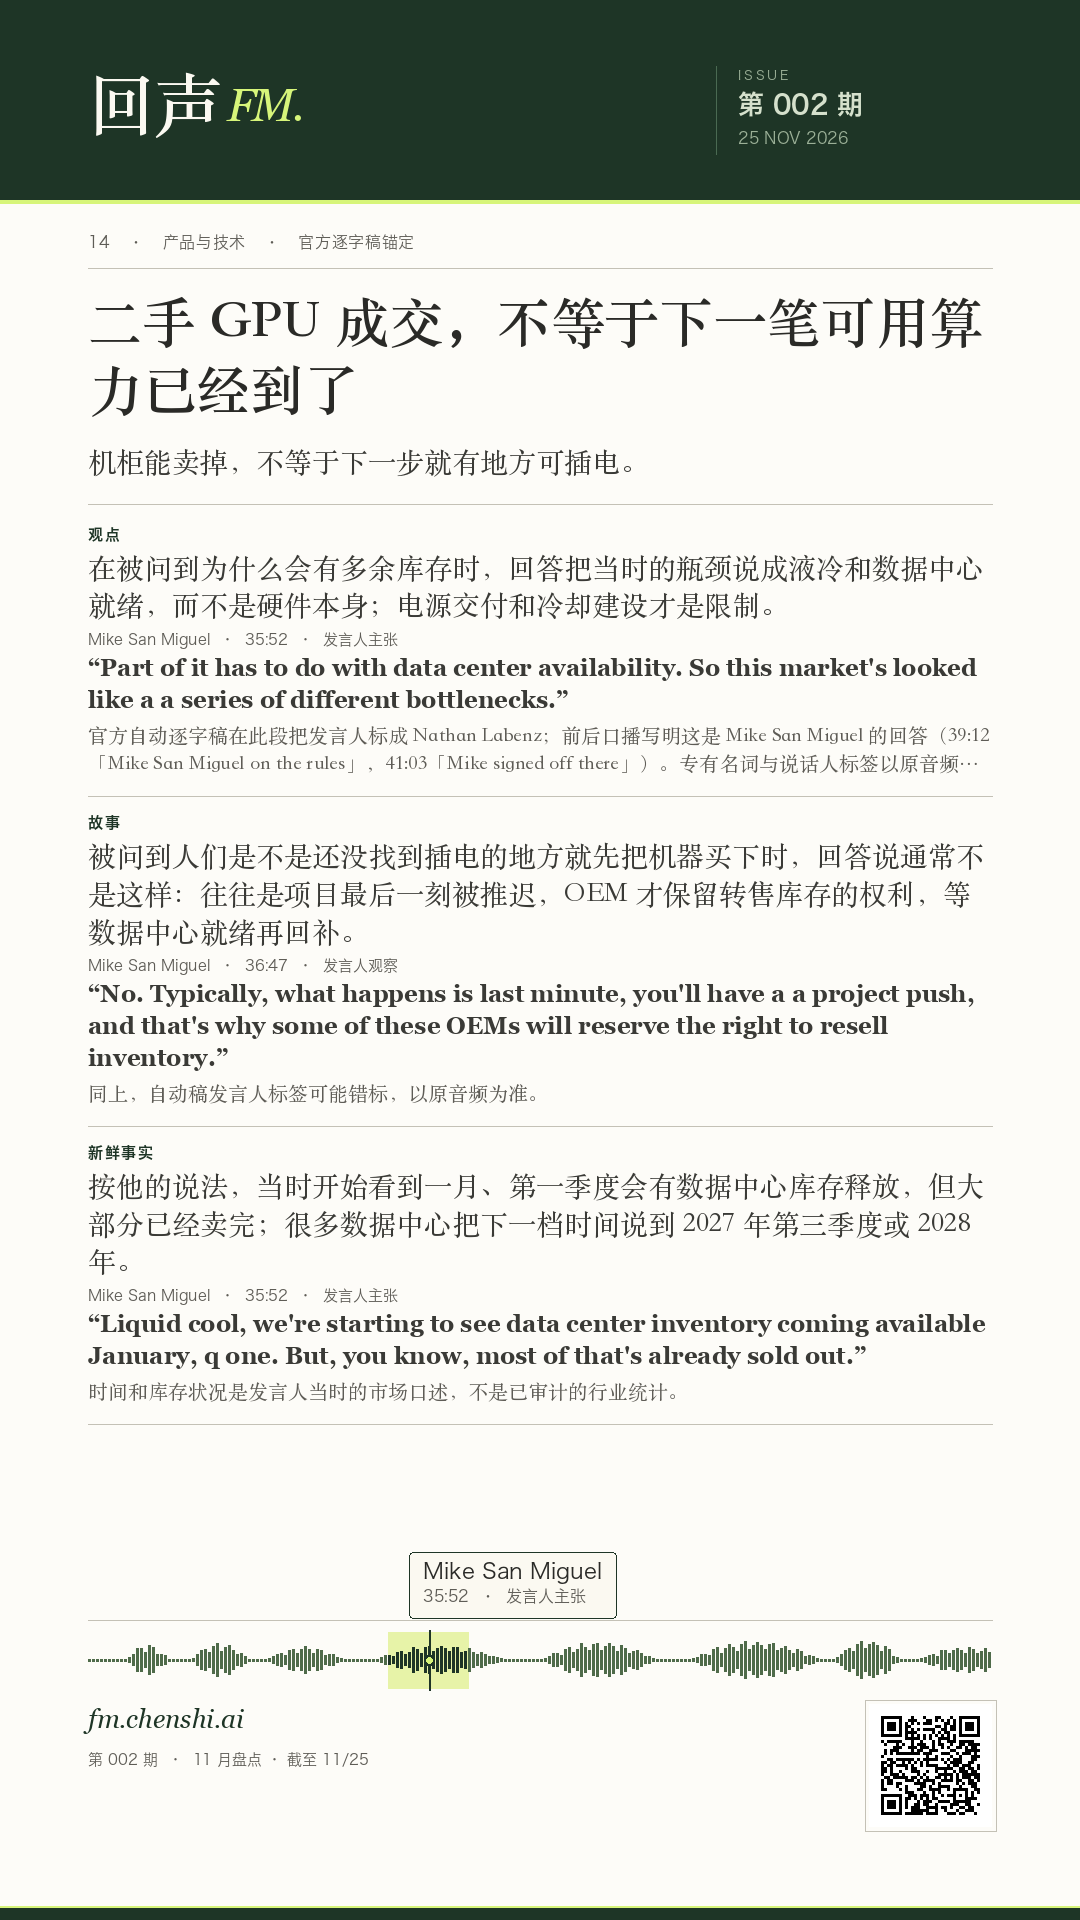 回声 FM.
ISSUE
第 002 期
25 NOV 2026
14 · 产品与技术 · 官方逐字稿锚定
二手 GPU 成交，不等于下一笔可用算
力已经到了
机柜能卖掉，不等于下一步就有地方可插电。
观点
在被问到为什么会有多余库存时，回答把当时的瓶颈说成液冷和数据中心
就绪，而不是硬件本身；电源交付和冷却建设才是限制。
Mike San Miguel · 35:52 · 发言人主张
“Part of it has to do with data center availability. So this market's looked
like a a series of different bottlenecks.”
官方自动逐字稿在此段把发言人标成 Nathan Labenz；前后口播写明这是 Mike San Miguel 的回答（39:12
「Mike San Miguel on the rules」，41:03「Mike signed off there」）。专有名词与说话人标签以原音频…
故事
被问到人们是不是还没找到插电的地方就先把机器买下时，回答说通常不
是这样：往往是项目最后一刻被推迟，OEM 才保留转售库存的权利，等
数据中心就绪再回补。
Mike San Miguel · 36:47 · 发言人观察
“No. Typically, what happens is last minute, you'll have a a project push,
and that's why some of these OEMs will reserve the right to resell
inventory.”
同上，自动稿发言人标签可能错标，以原音频为准。
新鲜事实
按他的说法，当时开始看到一月、第一季度会有数据中心库存释放，但大
部分已经卖完；很多数据中心把下一档时间说到 2027 年第三季度或 2028
年。
Mike San Miguel · 35:52 · 发言人主张
“Liquid cool, we're starting to see data center inventory coming available
January, q one. But, you know, most of that's already sold out.”
时间和库存状况是发言人当时的市场口述，不是已审计的行业统计。
Mike San Miguel
35:52 · 发言人主张
fm.chenshi.ai
第 002 期 · 11 月盘点 · 截至 11/25